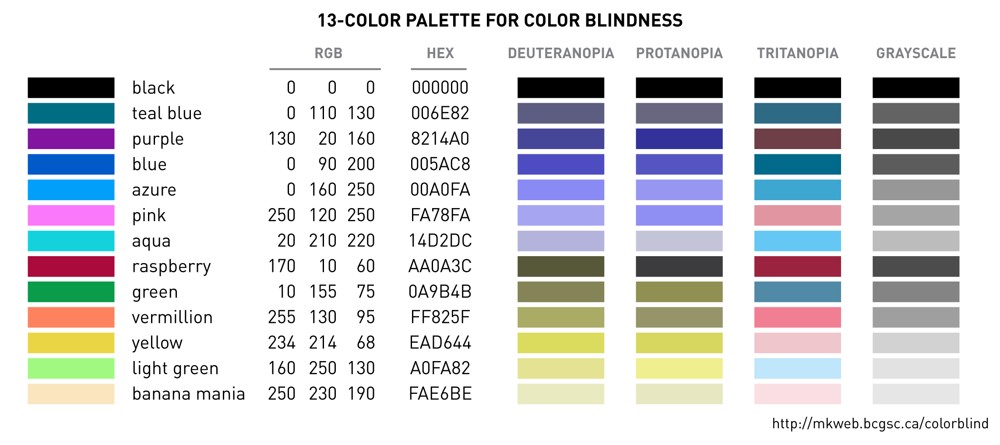 13-COLOR PALETTE FOR COLOR BLINDNESS
RGB HEX DEUTERANOPIA PROTANOPIA TRITANOPIA GRAYSCALE
black 0 0 0 000000
teal blue 0 110 130 006E82
purple 130 20 160 8214A0
blue 0 90 200 005AC8
azure 0 160 250 00A0FA
pink 250 120 250 FA78FA
aqua 20 210 220 14D2DC
raspberry 170 10 60 AA0A3C
green 10 155 75 0A9B4B
vermillion 255 130 95 FF825F
yellow 234 214 68 EAD644
light green 160 250 130 A0FA82
banana mania 250 230 190 FAE6BE
http://mkweb.bcgsc.ca/colorblind